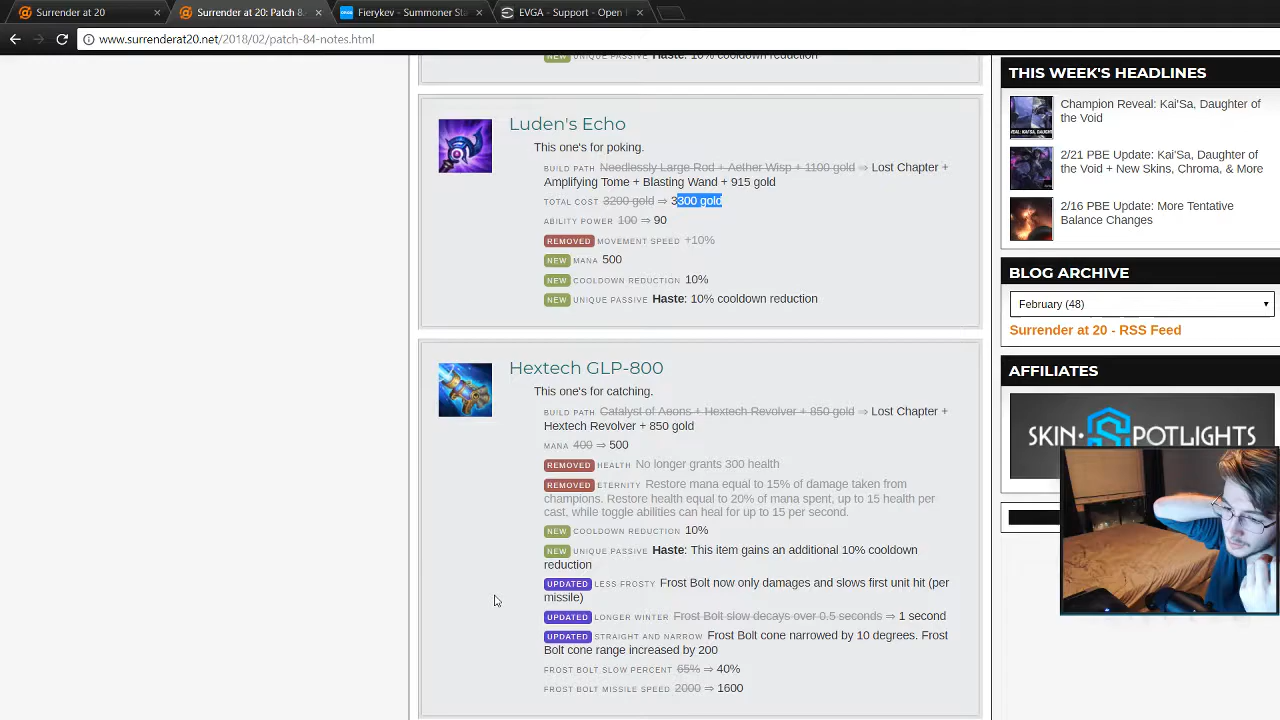 Surrender at 20
Surrender at 20: Patch 8.
Fierykev - Summoner Sta
EVGA - Support - Open
www.surrenderat20.net/2018/02/patch-84-notes.html
NEW UNIQUE PASSIVE Haste: 10% cooldown reduction
Luden's Echo
This one's for poking.
BUILD PATH Needlessly Large Rod + Aether Wisp + 1100 gold ⇒ Lost Chapter +
Amplifying Tome + Blasting Wand + 915 gold
TOTAL COST 3200 gold ⇒ 3300 gold
ABILITY POWER 100 ⇒ 90
REMOVED MOVEMENT SPEED +10%
NEW MANA 500
NEW COOLDOWN REDUCTION 10%
NEW UNIQUE PASSIVE Haste: 10% cooldown reduction
Hextech GLP-800
This one's for catching.
BUILD PATH Catalyst of Aeons + Hextech Revolver + 850 gold ⇒ Lost Chapter +
Hextech Revolver + 850 gold
MANA 400 ⇒ 500
REMOVED HEALTH No longer grants 300 health
REMOVED ETERNITY Restore mana equal to 15% of damage taken from
champions. Restore health equal to 20% of mana spent, up to 15 health per
cast, while toggle abilities can heal for up to 15 per second.
NEW COOLDOWN REDUCTION 10%
NEW UNIQUE PASSIVE Haste: This item gains an additional 10% cooldown
reduction
UPDATED LESS FROSTY Frost Bolt now only damages and slows first unit hit (per
missile)
UPDATED LONGER WINTER Frost Bolt slow decays over 0.5 seconds ⇒ 1 second
UPDATED STRAIGHT AND NARROW Frost Bolt cone narrowed by 10 degrees. Frost
Bolt cone range increased by 200
FROST BOLT SLOW PERCENT 65% ⇒ 40%
FROST BOLT MISSILE SPEED 2000 ⇒ 1600
THIS WEEK'S HEADLINES
Champion Reveal: Kai'Sa, Daughter of
the Void
2/21 PBE Update: Kai'Sa, Daughter of
the Void + New Skins, Chroma, & More
2/16 PBE Update: More Tentative
Balance Changes
BLOG ARCHIVE
February (48)
Surrender at 20 - RSS Feed
AFFILIATES
SKIN SPOTLIGHTS